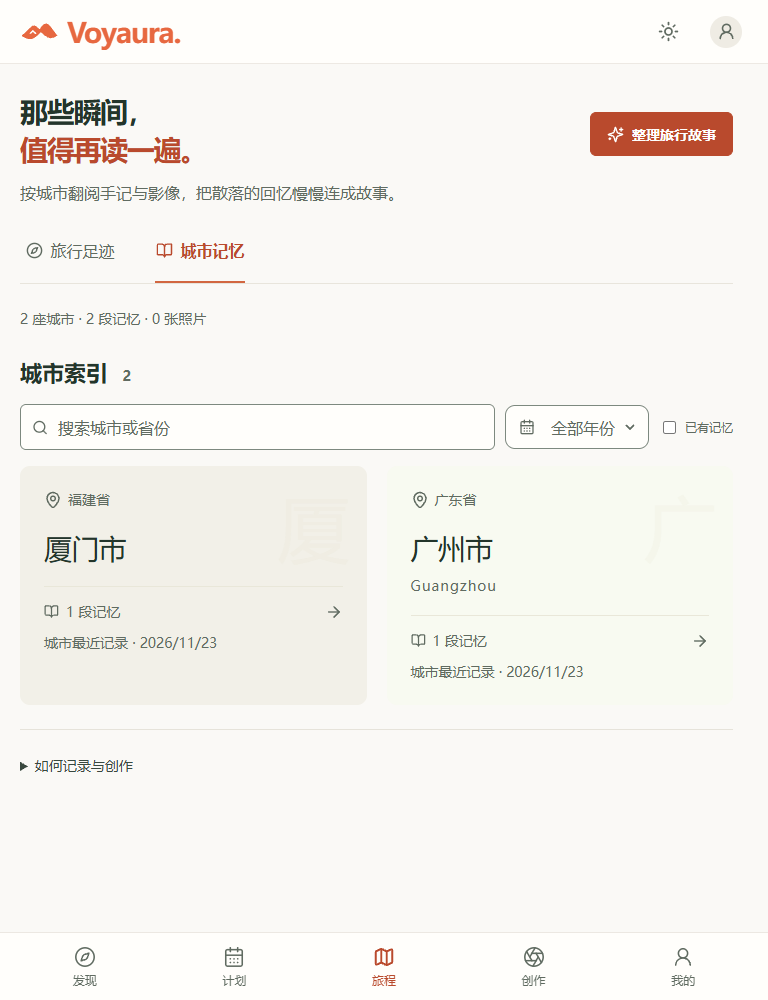 Voyaura.
那些瞬间，
值得再读一遍。
整理旅行故事
按城市翻阅手记与影像，把散落的回忆慢慢连成故事。
旅行足迹
城市记忆
2 座城市 · 2 段记忆 · 0 张照片
城市索引 2
搜索城市或省份
全部年份
已有记忆
福建省
厦
厦门市
1 段记忆
城市最近记录 · 2026/11/23
广东省
广
广州市
Guangzhou
1 段记忆
城市最近记录 · 2026/11/23
如何记录与创作
发现
计划
旅程
创作
我的